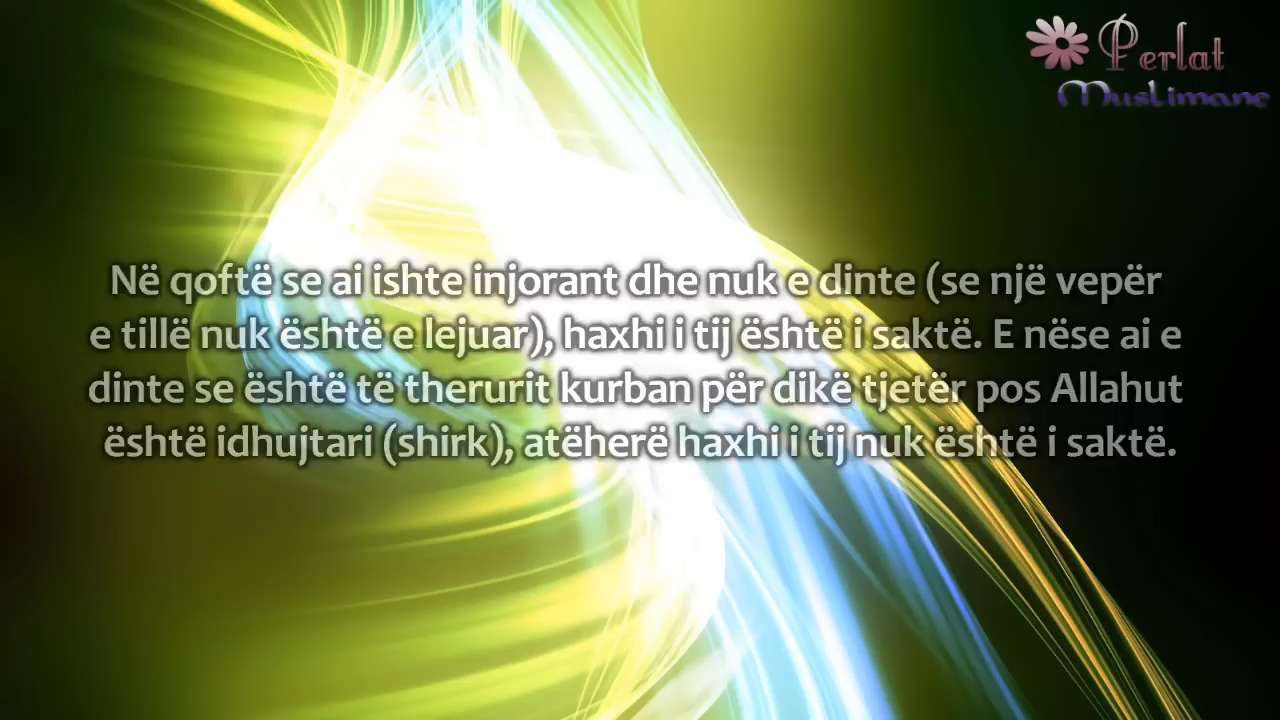 Perlat
Muslimane
Në qoftë se ai ishte injorant dhe nuk e dinte (se një vepër
e tillë nuk është e lejuar), haxhi i tij është i saktë. E nëse ai e
dinte se është të therurit kurban për dikë tjetër pos Allahut
është idhujtari (shirk), atëherë haxhi i tij nuk është i saktë.